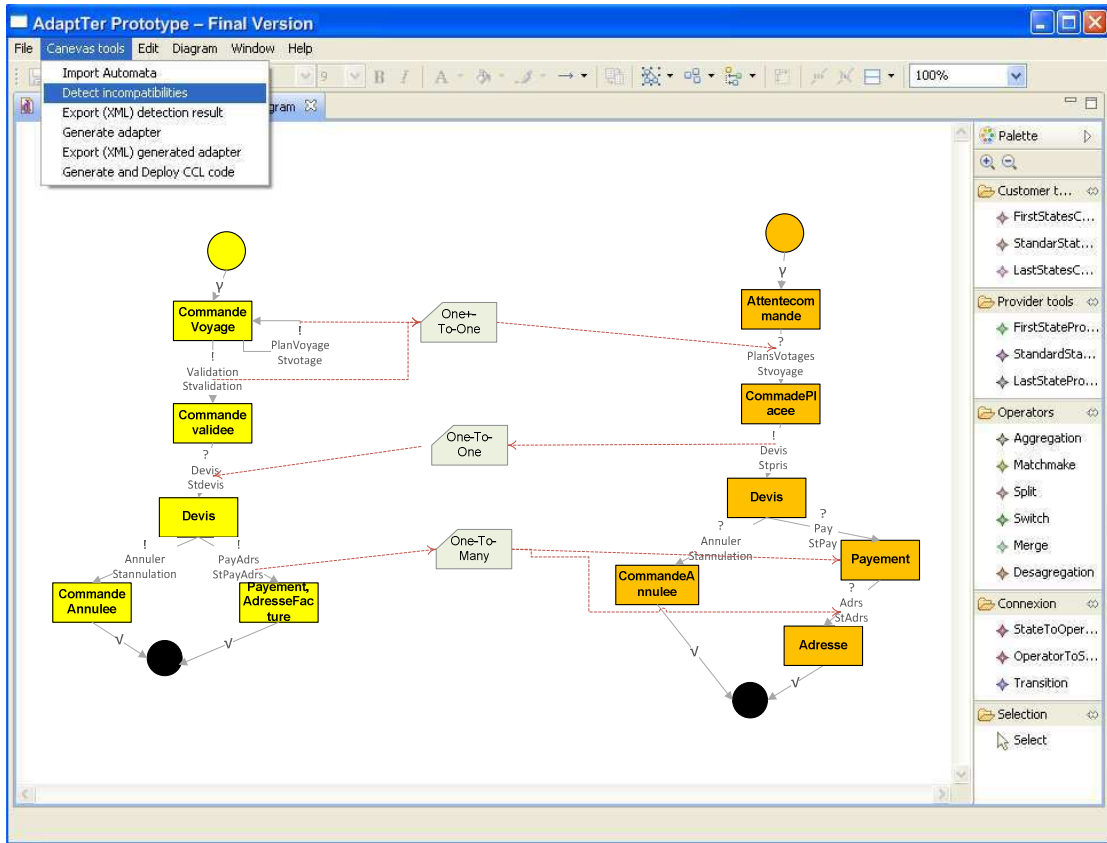 AdaptTer Prototype – Final Version
File Canevas tools Edit Diagram Window Help
Import Automata
9 B I A 100%
Detect incompatibilities
gram
Export (XML) detection result
Generate adapter
Export (XML) generated adapter
Generate and Deploy CCL code
γ
Commande
Voyage
!
PlanVoyage
Stvotage
!
Validation
Stvalidation
Commande
validee
?
Devis
Stdevis
Devis
!
Annuler
Stannulation
!
PayAdrs
StPayAdrs
Commande
Annulee
Payement,
AdresseFac
ture
√
√
One+-
To-One
One-To-
One
One-To-
Many
γ
Attentecom
mande
?
PlansVotages
Stvoyage
CommadePl
acee
!
Devis
Stpris
Devis
?
Annuler
Stannulation
?
Pay
StPay
CommandeA
nnulee
Payement
?
Adrs
StAdrs
Adresse
√
√
Palette
Customer t...
FirstStatesC...
StandarStat...
LastStatesC...
Provider tools
FirstStatePro...
StandardSta...
LastStatePro...
Operators
Aggregation
Matchmake
Split
Switch
Merge
Desagregation
Connexion
StateToOper...
OperatorToS...
Transition
Selection
Select